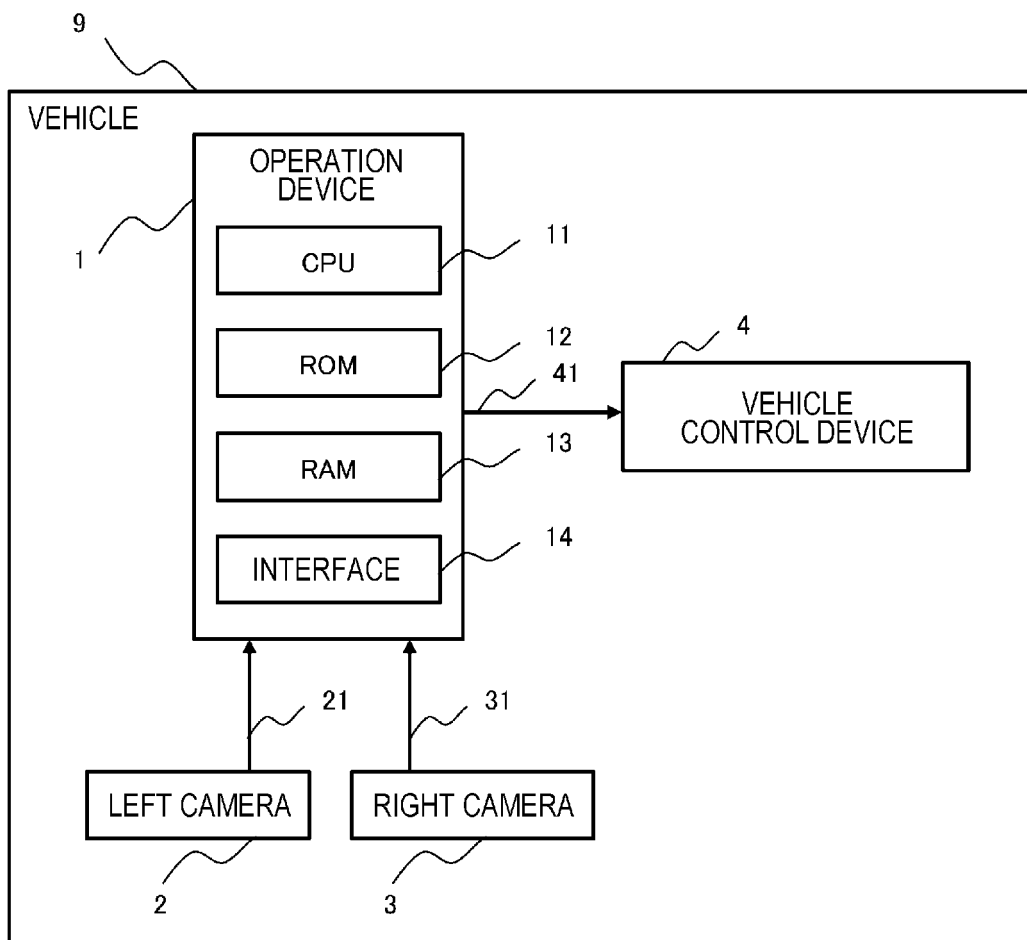 9
VEHICLE
OPERATION
DEVICE
1
CPU
11
ROM
12
41
4
VEHICLE
CONTROL DEVICE
RAM
13
INTERFACE
14
21
31
LEFT CAMERA
RIGHT CAMERA
2
3